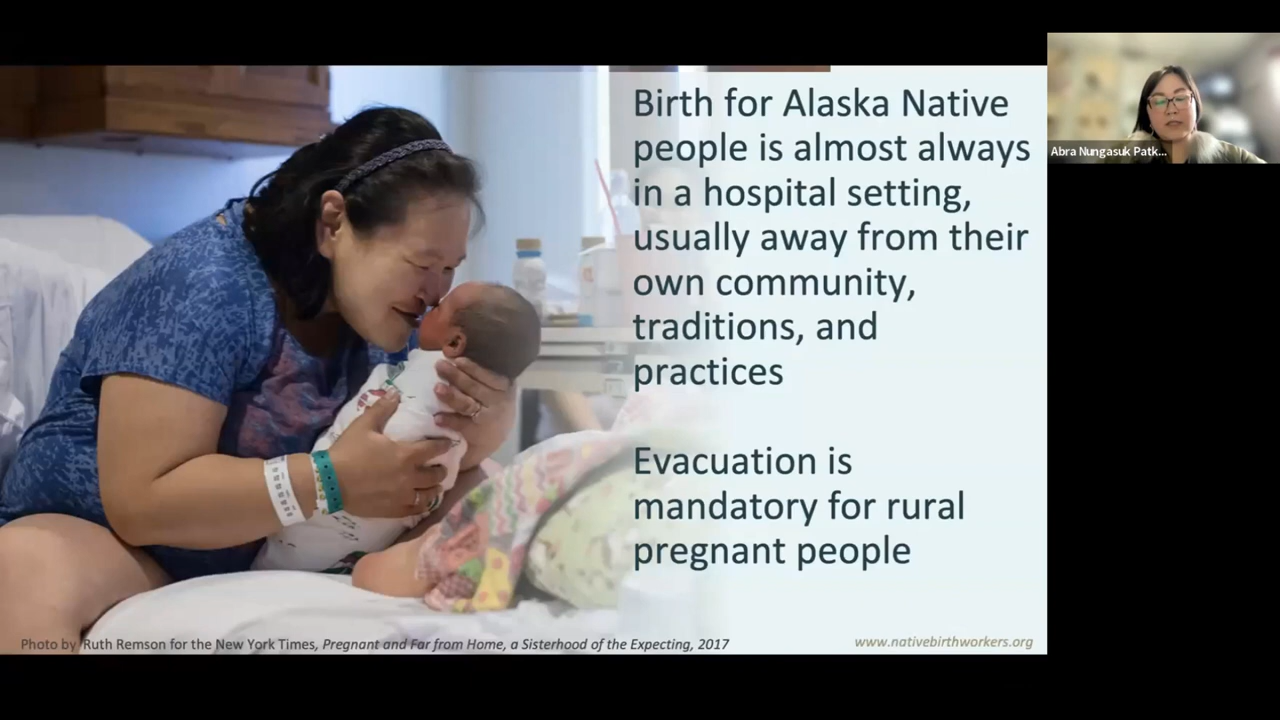 Birth for Alaska Native
people is almost always
in a hospital setting,
usually away from their
own community,
traditions, and
practices
Evacuation is
mandatory for rural
pregnant people
Photo by Ruth Remson for the New York Times, Pregnant and Far from Home, a Sisterhood of the Expecting, 2017
www.nativebirthworkers.org
Abra Nungasuk Patk...